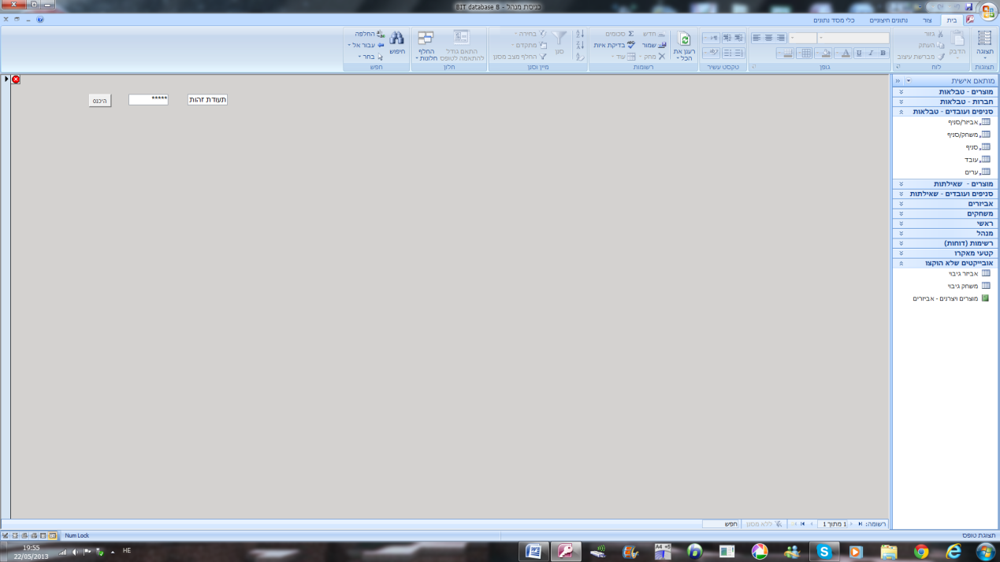 כניסת מנהל - BIT database 8
בית צור נתונים חיצוניים כלי מסד נתונים
תצוגה
תצוגות
הדבק
גזור
העתק
מברשת עיצוב
לוח
B I U
גופן
טקסט עשיר
רענן את הכל
חדש
שמור
מחק
סכומים
בדיקת איות
עוד
רשומות
סנן
בחירה
מתקדם
החלף מצב מסנן
מיין וסנן
התאם גודל להתאמה לטופס
החלף חלונות
חלון
חיפוש
החלפה
עבור אל
בחר
חפש
מותאם אישית
מוצרים - טבלאות
חברות - טבלאות
סניפים ועובדים - טבלאות
אביזר/סניף
משחק/סניף
סניף
עובד
ערים
מוצרים - שאילתות
סניפים ועובדים - שאילתות
אביזרים
משחקים
ראשי
מנהל
רשימות (דוחות)
קטעי מאקרו
אובייקטים שלא הוקצו
אביזר גיבוי
משחק גיבוי
מוצרים ויצרנים - אביזרים
תעודת זהות ***** היכנס
רשומה: 1 מתוך 1 ללא מסנן חפש
תצוגת טופס
Num Lock
A4 +5
HE
19:55
22/05/2013